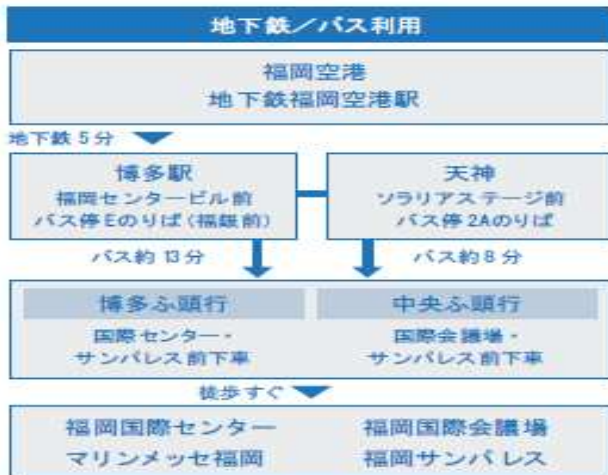 地下鉄／バス利用
福岡空港
地下鉄福岡空港駅
地下鉄5分
博多駅
福岡センタービル前
バス停Eのりば(福銀前)
天神
ソラリアステージ前
バス停2Aのりば
バス約13分
バス約8分
博多ふ頭行
国際センター・
サンパレス前下車
中央ふ頭行
国際会議場・
サンパレス前下車
徒歩すぐ
福岡国際センター
マリンメッセ福岡
福岡国際会議場
福岡サンパレス